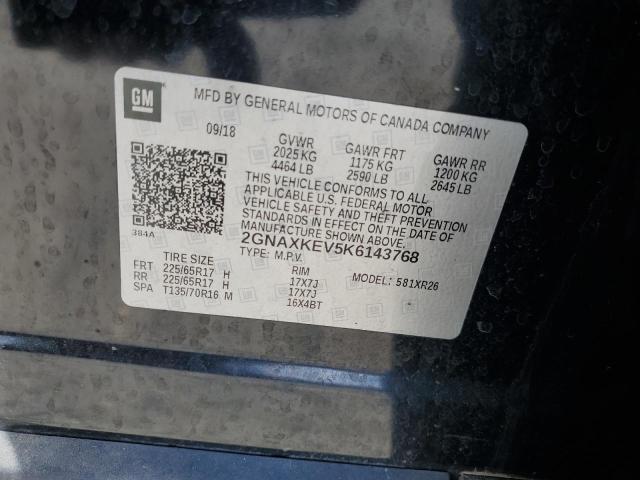 GM
MFD BY GENERAL MOTORS OF CANADA COMPANY
09/18
GVWR GAWR FRT GAWR RR
2025 KG 1175 KG 1200 KG
4464 LB 2590 LB 2645 LB
THIS VEHICLE CONFORMS TO ALL
APPLICABLE U.S. FEDERAL MOTOR
VEHICLE SAFETY AND THEFT PREVENTION
STANDARDS IN EFFECT ON THE DATE OF
MANUFACTURE SHOWN ABOVE.
384A
2GNAXKEV5K6143768
TYPE: M.P.V. MODEL: 581XR26
TIRE SIZE RIM
FRT 225/65R17 H 17X7J
RR 225/65R17 H 17X7J
SPA T135/70R16 M 16X4BT